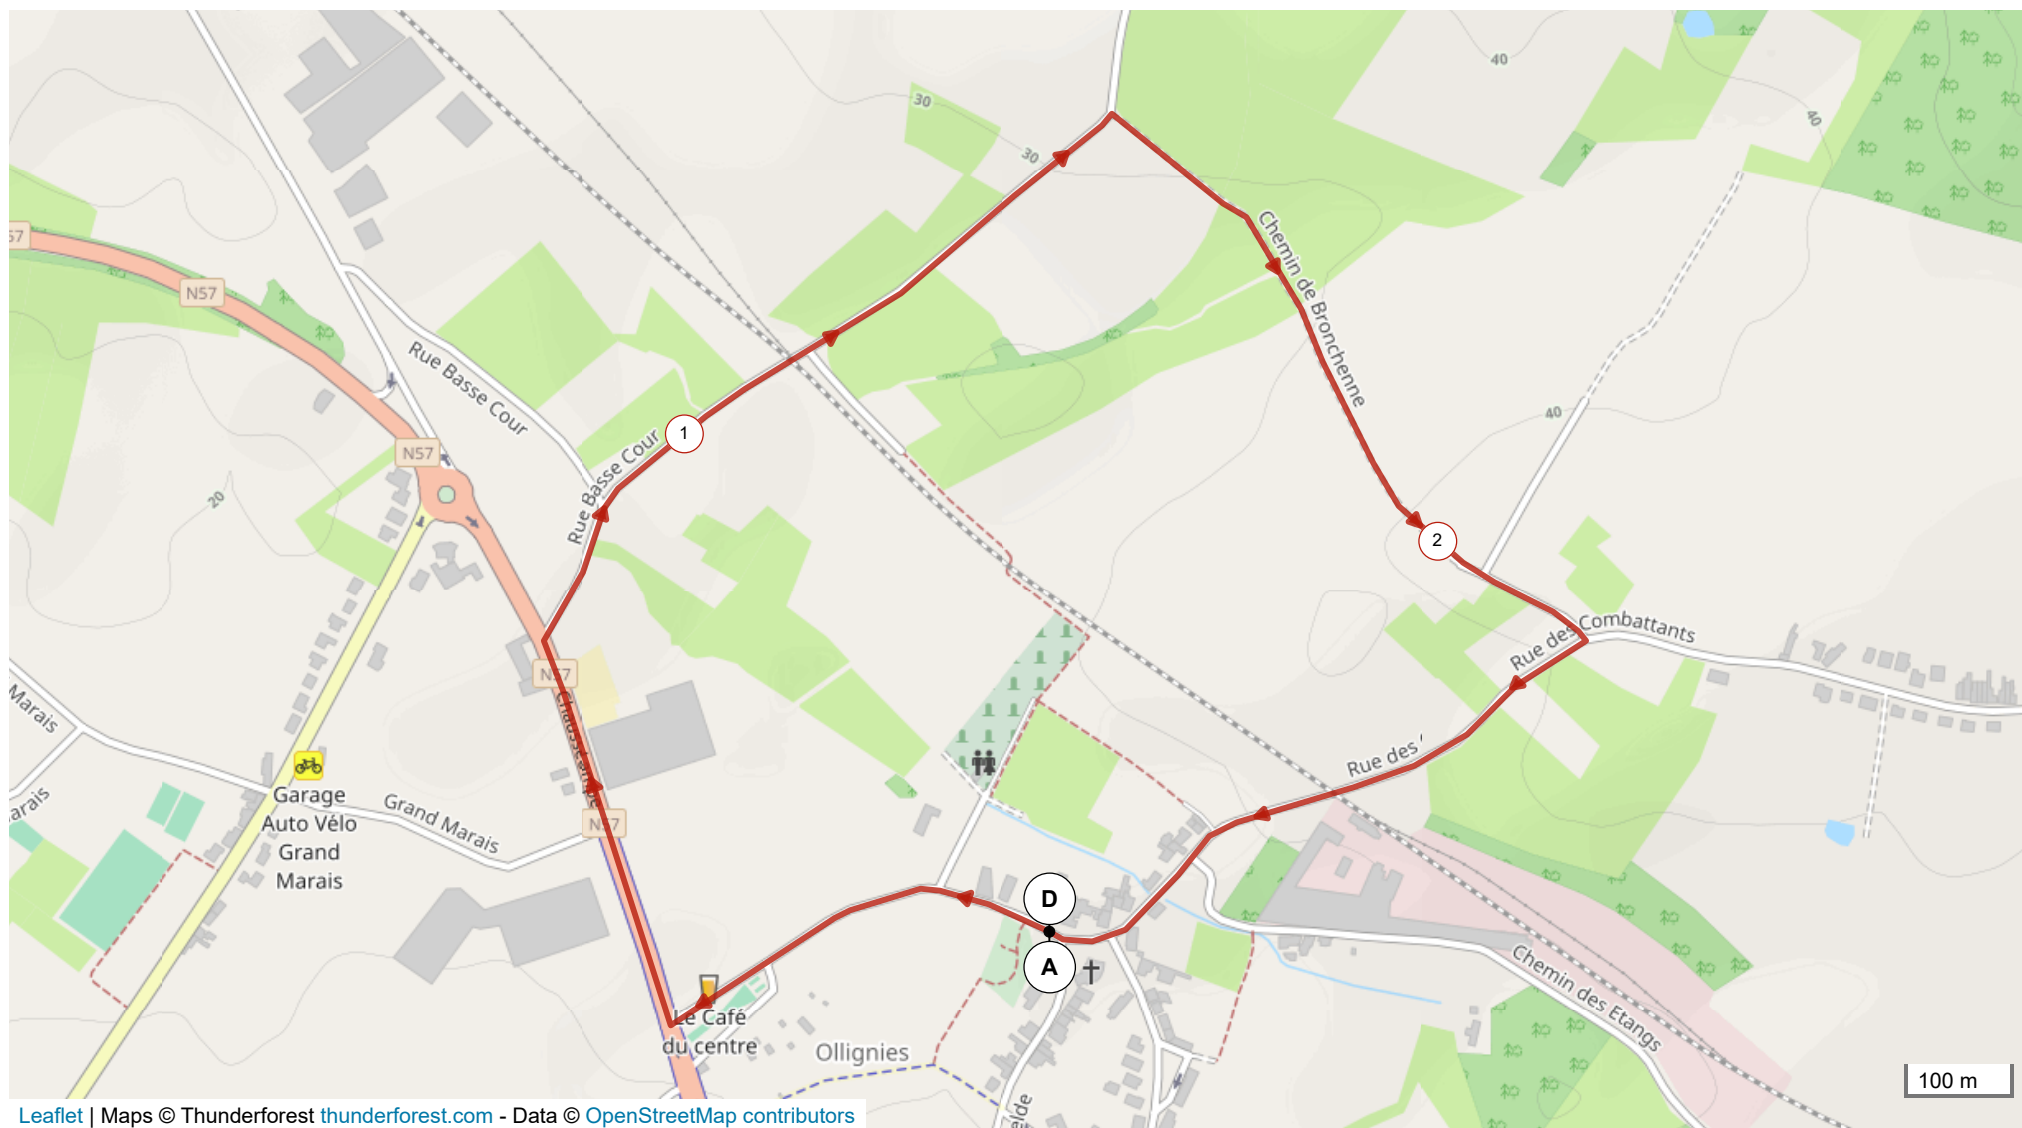 40
30
40
30
57
N57
Chemin de Bronchenne
Rue Basse Cour
40
N57
1
Rue Basse Cour
20
2
Rue des Combattants
N57
Marais
Rue des
Garage
Auto Vélo
Grand
Marais
Grand Marais
N57
D
A
Chemin des Etangs
Le Café
du centre
Ollignies
elde
100 m
Leaflet | Maps © Thunderforest thunderforest.com - Data © OpenStreetMap contributors